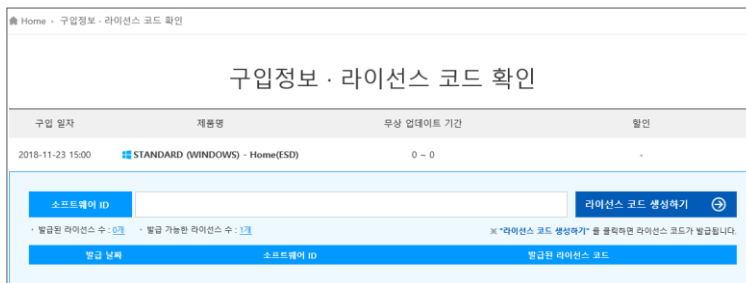 Home › 구입정보 · 라이선스 코드 확인
구입정보 · 라이선스 코드 확인
구입 일자 제품명 무상 업데이트 기간 할인
2018-11-23 15:00 STANDARD (WINDOWS) - Home(ESD) 0 ~ 0 -
소프트웨어 ID 라이선스 코드 생성하기
· 발급된 라이선스 수 : 0개 · 발급 가능한 라이선스 수 : 1개 ※ "라이선스 코드 생성하기" 을 클릭하면 라이선스 코드가 발급됩니다.
발급 날짜 소프트웨어 ID 발급된 라이선스 코드